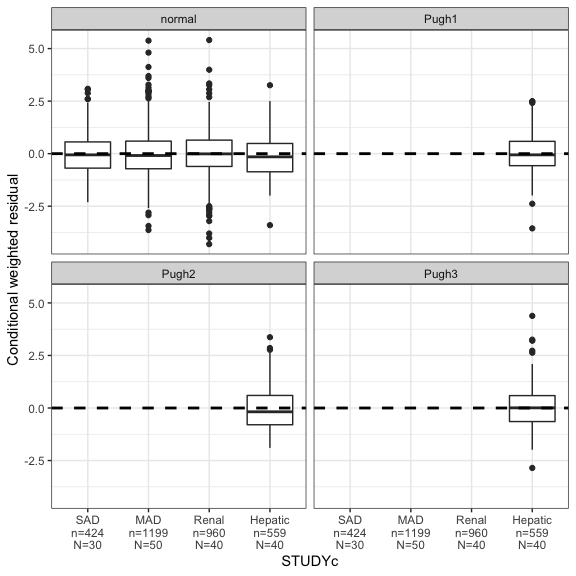 normal
Pugh1
5.0
2.5
0.0
-2.5
Pugh2
Pugh3
5.0
2.5
0.0
-2.5
Conditional weighted residual
SAD MAD Renal Hepatic SAD MAD Renal Hepatic
n=424 n=1199 n=960 n=559 n=424 n=1199 n=960 n=559
N=30 N=50 N=40 N=40 N=30 N=50 N=40 N=40
STUDYc